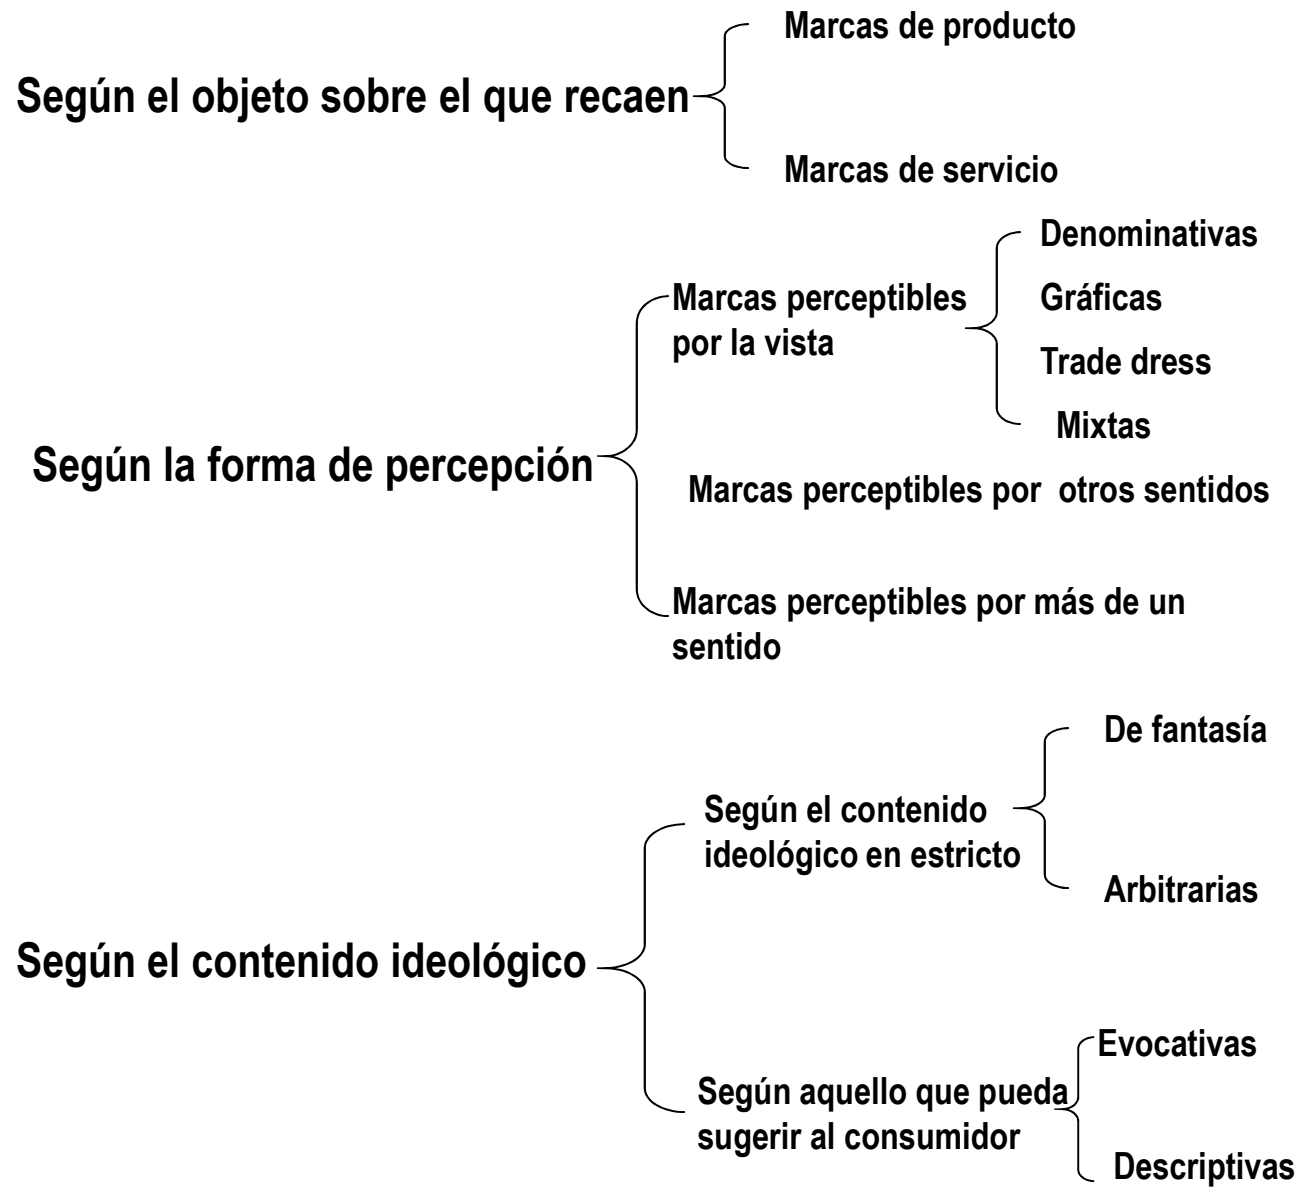 Marcas de producto
Según el objeto sobre el que recaen
Marcas de servicio
Denominativas
Marcas perceptibles
por la vista
Gráficas
Trade dress
Mixtas
Según la forma de percepción
Marcas perceptibles por otros sentidos
Marcas perceptibles por más de un
sentido
De fantasía
Según el contenido
ideológico en estricto
Arbitrarias
Según el contenido ideológico
Evocativas
Según aquello que pueda
sugerir al consumidor
Descriptivas